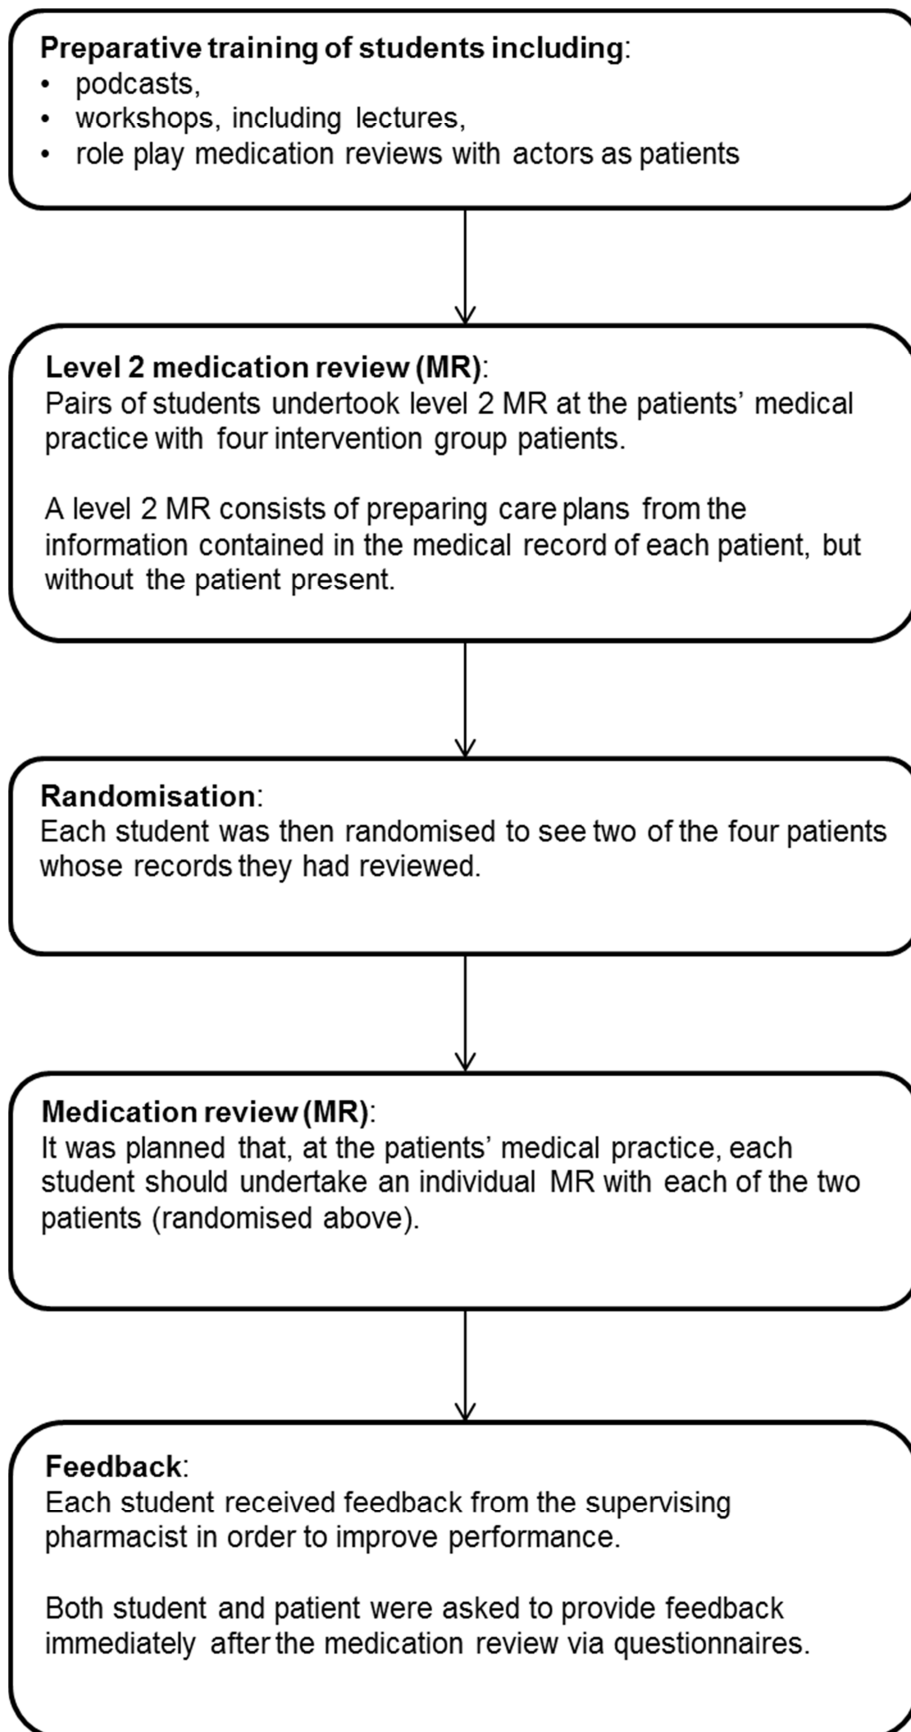 Preparative training of students including:
• podcasts,
• workshops, including lectures,
• role play medication reviews with actors as patients
Level 2 medication review (MR):
Pairs of students undertook level 2 MR at the patients’ medical
practice with four intervention group patients.
A level 2 MR consists of preparing care plans from the
information contained in the medical record of each patient, but
without the patient present.
Randomisation:
Each student was then randomised to see two of the four patients
whose records they had reviewed.
Medication review (MR):
It was planned that, at the patients’ medical practice, each
student should undertake an individual MR with each of the two
patients (randomised above).
Feedback:
Each student received feedback from the supervising
pharmacist in order to improve performance.
Both student and patient were asked to provide feedback
immediately after the medication review via questionnaires.